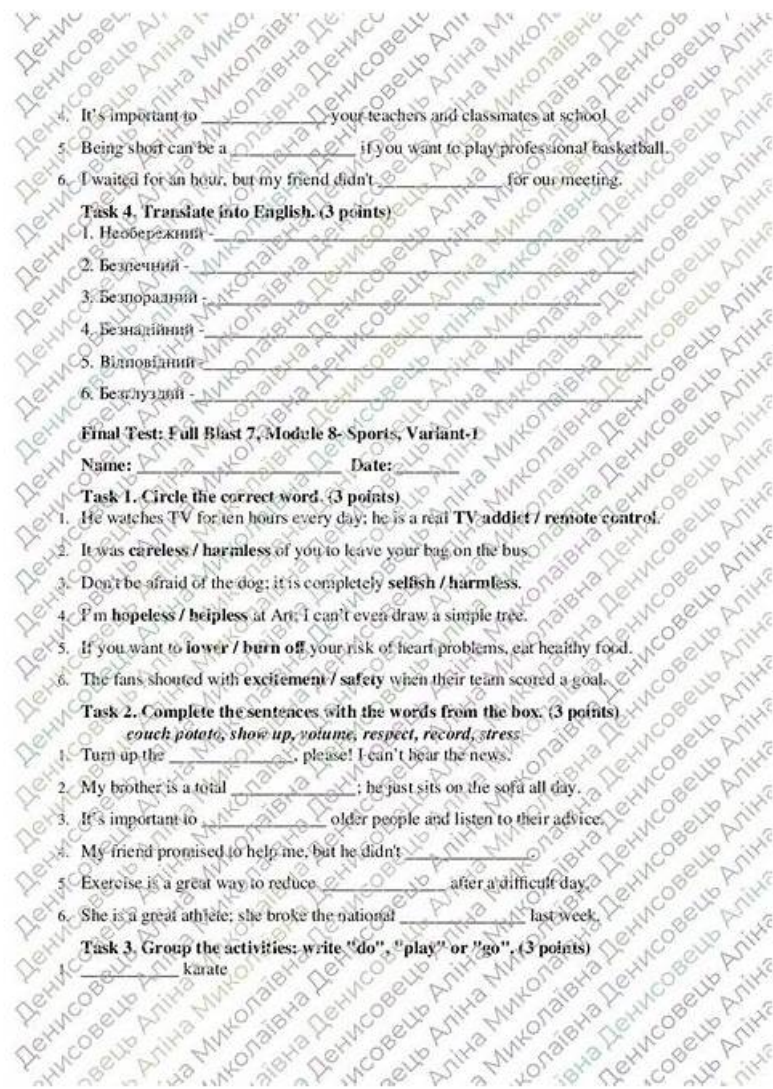 4. It's important to ____________ your teachers and classmates at school.
5. Being short can be a ____________ if you want to play professional basketball.
6. I waited for an hour, but my friend didn't ____________ for our meeting.
Task 4. Translate into English. (3 points)
1. Необережний - ____________
2. Безпечний - ____________
3. Безпорадний - ____________
4. Безнадійний - ____________
5. Відповідний - ____________
6. Безглуздий - ____________
Final Test: Full Blast 7, Module 8- Sports, Variant-1
Name: ____________ Date: ______
Task 1. Circle the correct word. (3 points)
1. He watches TV for ten hours every day; he is a real TV addict / remote control.
2. It was careless / harmless of you to leave your bag on the bus.
3. Don't be afraid of the dog; it is completely selfish / harmless.
4. I'm hopeless / helpless at Art; I can't even draw a simple tree.
5. If you want to lower / burn off your risk of heart problems, eat healthy food.
6. The fans shouted with excitement / safety when their team scored a goal.
Task 2. Complete the sentences with the words from the box. (3 points)
couch potato, show up, volume, respect, record, stress
1. Turn up the ____________, please! I can't hear the news.
2. My brother is a total ____________; he just sits on the sofa all day.
3. It's important to ____________ older people and listen to their advice.
4. My friend promised to help me, but he didn't ____________.
5. Exercise is a great way to reduce ____________ after a difficult day.
6. She is a great athlete; she broke the national ____________ last week.
Task 3. Group the activities: write "do", "play" or "go". (3 points)
1. __________ karate
Денисовець Аліна Миколаївна